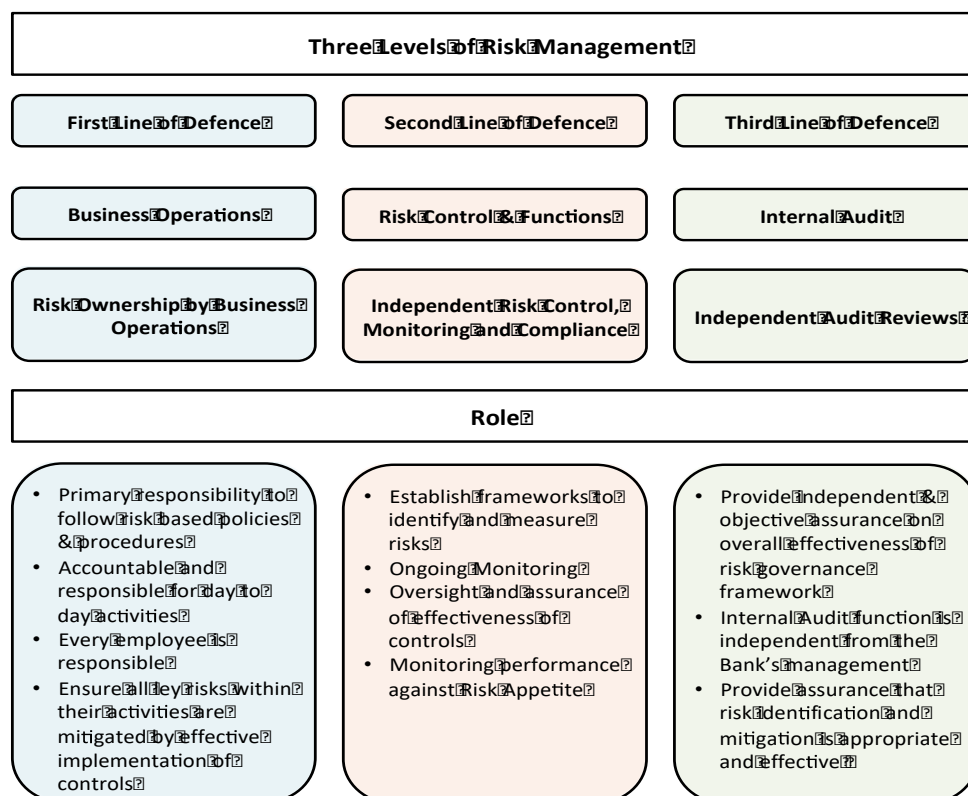 Three Levels of Risk Management
First Line of Defence
Second Line of Defence
Third Line of Defence
Business Operations
Risk Control & Functions
Internal Audit
Risk Ownership by Business
Operations
Independent Risk Control,
Monitoring and Compliance
Independent Audit Reviews
Role
• Primary responsibility to
follow risk based policies
& procedures
• Accountable and
responsible for day to
day activities
• Every employee is
responsible
• Ensure all ley risks within
their activities are
mitigated by effective
implementation of
controls
• Establish frameworks to
identify and measure
risks
• Ongoing Monitoring
• Oversight and assurance
of effectiveness of
controls
• Monitoring performance
against Risk Appetite
• Provide independent &
objective assurance on
overall effectiveness of
risk governance
framework
• Internal Audit function is
independent from the
Bank's management
• Provide assurance that
risk identification and
mitigation is appropriate
and effective